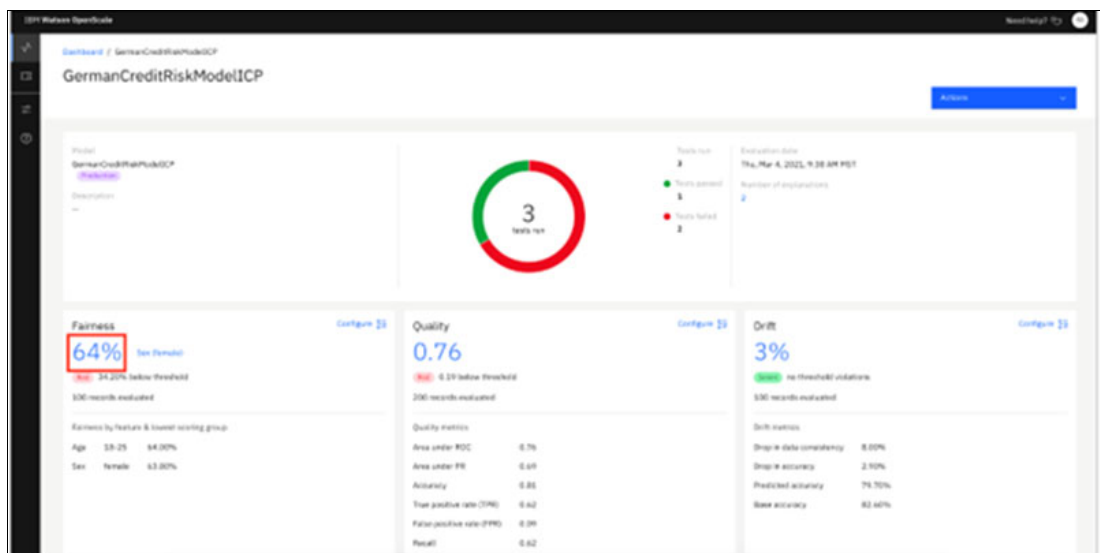 IBM Watson OpenScale
Need help?
Dashboard / GermanCreditRiskModelICP
GermanCreditRiskModelICP
Actions
Model
GermanCreditRiskModelICP
Production
Description
—
3
tests run
Tests run
3
Tests passed
1
Tests failed
2
Evaluation date
Thu, Mar 4, 2021, 9:38 AM PST
Number of explanations
2
Fairness
Configure
64% Sex (female)
34.20% below threshold
100 records evaluated
Fairness by feature & lowest scoring group
Age 18-25 64.00%
Sex female 63.80%
Quality
Configure
0.76
0.19 below threshold
200 records evaluated
Quality metrics
Area under ROC 0.76
Area under PR 0.69
Accuracy 0.81
True positive rate (TPR) 0.62
False positive rate (FPR) 0.09
Recall 0.62
Drift
Configure
3%
Green no threshold violations
100 records evaluated
Drift metrics
Drop in data consistency 8.00%
Drop in accuracy 2.90%
Predicted accuracy 79.70%
Base accuracy 82.60%